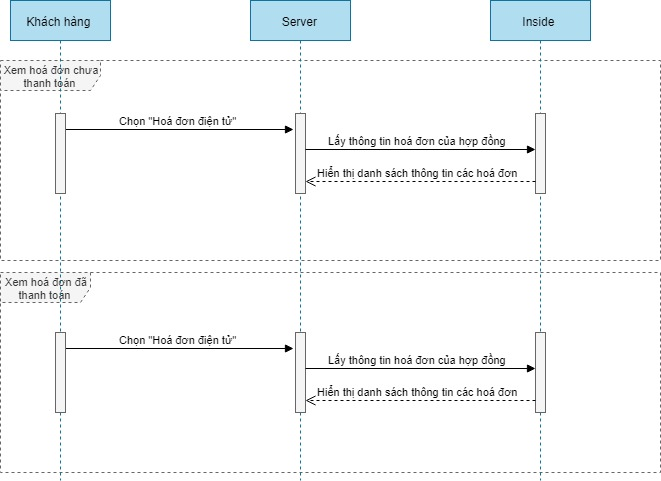 Khách hàng
Server
Inside
Xem hoá đơn chưa
thanh toán
Chọn "Hoá đơn điện tử"
Lấy thông tin hoá đơn của hợp đồng
Hiển thị danh sách thông tin các hoá đơn
Xem hoá đơn đã
thanh toán
Chọn "Hoá đơn điện tử"
Lấy thông tin hoá đơn của hợp đồng
Hiển thị danh sách thông tin các hoá đơn